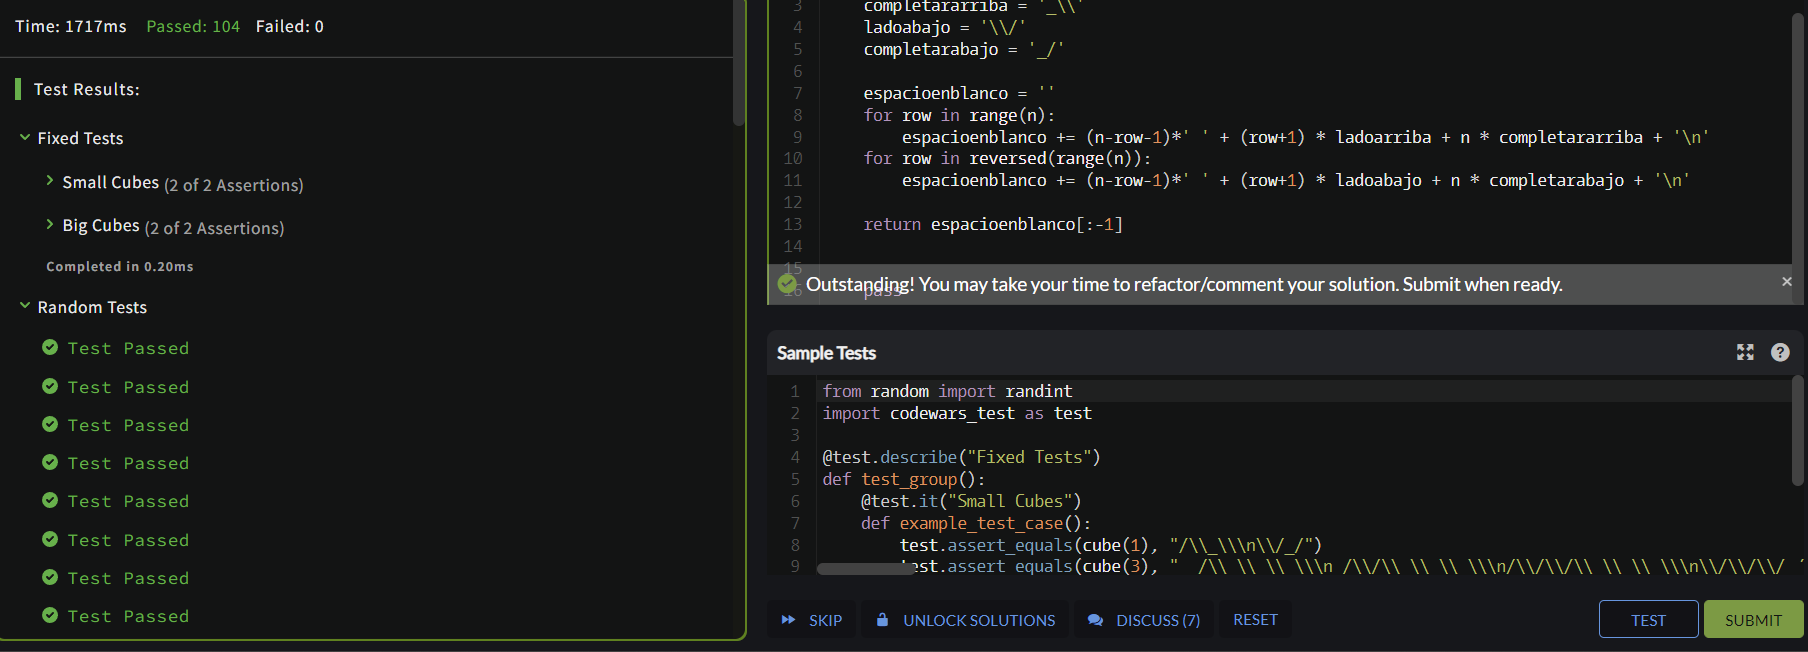 Time: 1717ms Passed: 104 Failed: 0
Test Results:
Fixed Tests
Small Cubes (2 of 2 Assertions)
Big Cubes (2 of 2 Assertions)
Completed in 0.20ms
Random Tests
Test Passed
Test Passed
Test Passed
Test Passed
Test Passed
Test Passed
Test Passed
Test Passed
3 completararriba = '_\\'
4 ladoabajo = '\\/'
5 completarabajo = '_/'
6
7 espacioenblanco = ''
8 for row in range(n):
9 espacioenblanco += (n-row-1)*' ' + (row+1) * ladoarriba + n * completararriba + '\n'
10 for row in reversed(range(n)):
11 espacioenblanco += (n-row-1)*' ' + (row+1) * ladoabajo + n * completarabajo + '\n'
12
13 return espacioenblanco[:-1]
14
15
16 pass
Outstanding! You may take your time to refactor/comment your solution. Submit when ready.
Sample Tests
1 from random import randint
2 import codewars_test as test
3
4 @test.describe("Fixed Tests")
5 def test_group():
6 @test.it("Small Cubes")
7 def example_test_case():
8 test.assert_equals(cube(1), "/\\_\\\n\\/_/")
9 test.assert equals(cube(3), "  /\\ \\ \\ \\\n /\\/\\ \\ \\ \\\n/\\/\\/\\ \\ \\ \\\n\\/\\/\\/
SKIP UNLOCK SOLUTIONS DISCUSS (7) RESET TEST SUBMIT